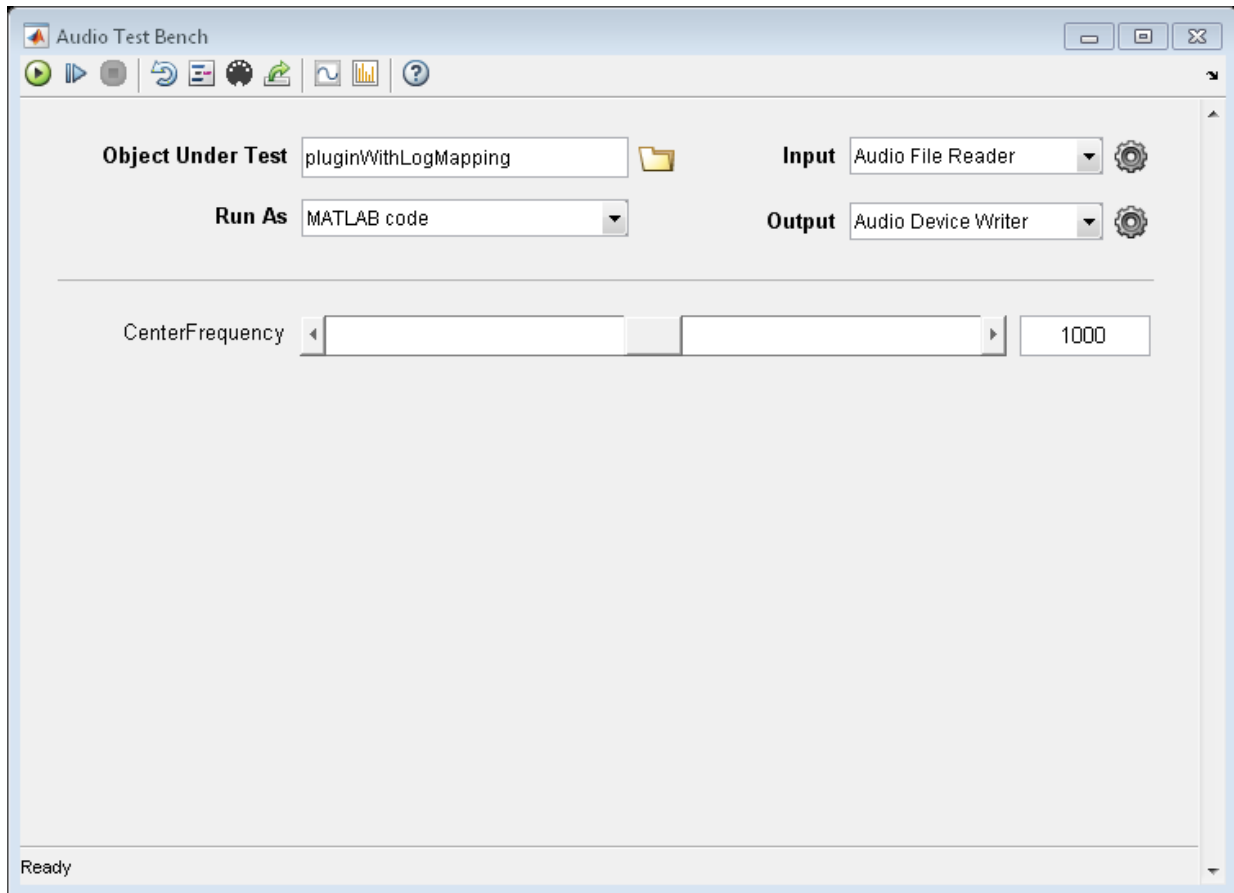 Audio Test Bench
Object Under Test pluginWithLogMapping Input Audio File Reader
Run As MATLAB code Output Audio Device Writer
CenterFrequency 1000
Ready